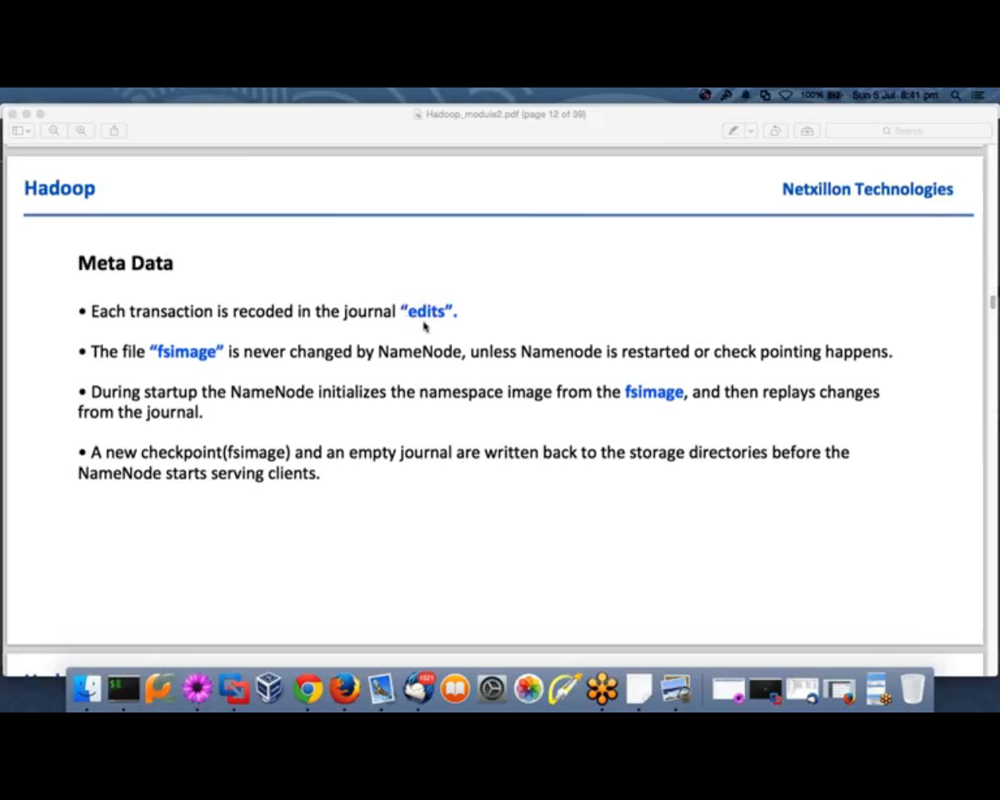 100% Sun 5 Jul 8:41 pm
Hadoop_module2.pdf (page 12 of 39)
Search
Hadoop
Netxillon Technologies
Meta Data
• Each transaction is recoded in the journal “edits”.
• The file “fsimage” is never changed by NameNode, unless Namenode is restarted or check pointing happens.
• During startup the NameNode initializes the namespace image from the fsimage, and then replays changes
from the journal.
• A new checkpoint(fsimage) and an empty journal are written back to the storage directories before the
NameNode starts serving clients.